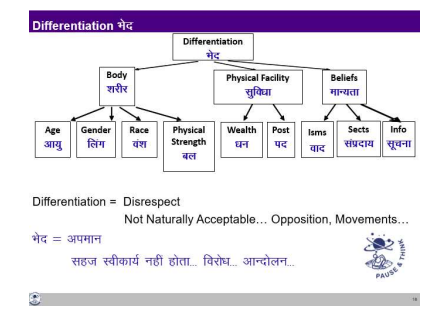 Differentiation भेद
Differentiation
भेद
Body
शरीर
Physical Facility
सुविधा
Beliefs
मान्यता
Age
आयु
Gender
लिंग
Race
वंश
Physical
Strength
बल
Wealth
धन
Post
पद
Isms
वाद
Sects
संप्रदाय
Info
सूचना
Differentiation = Disrespect
Not Naturally Acceptable… Opposition, Movements…
भेद = अपमान
सहज स्वीकार्य नहीं होता… विरोध… आन्दोलन…
PAUSE & THINK